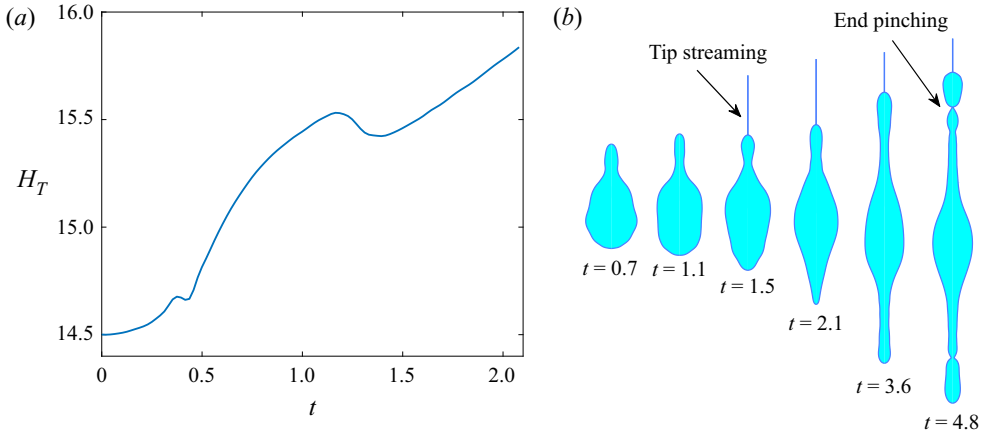 (a)
16.0
15.5
15.0
14.5
H_T
0
0.5
1.0
1.5
2.0
t
(b)
End pinching
Tip streaming
t = 0.7
t = 1.1
t = 1.5
t = 2.1
t = 3.6
t = 4.8